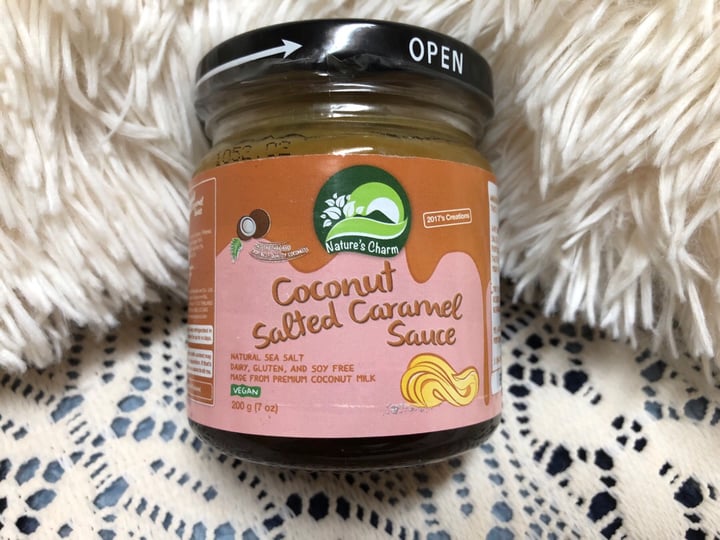 OPEN
Nature's Charm
2017's Creations
Coconut
Salted Caramel
Sauce
NATURAL SEA SALT
DAIRY, GLUTEN, AND SOY FREE
MADE FROM PREMIUM COCONUT MILK
VEGAN
200 g (7 oz)